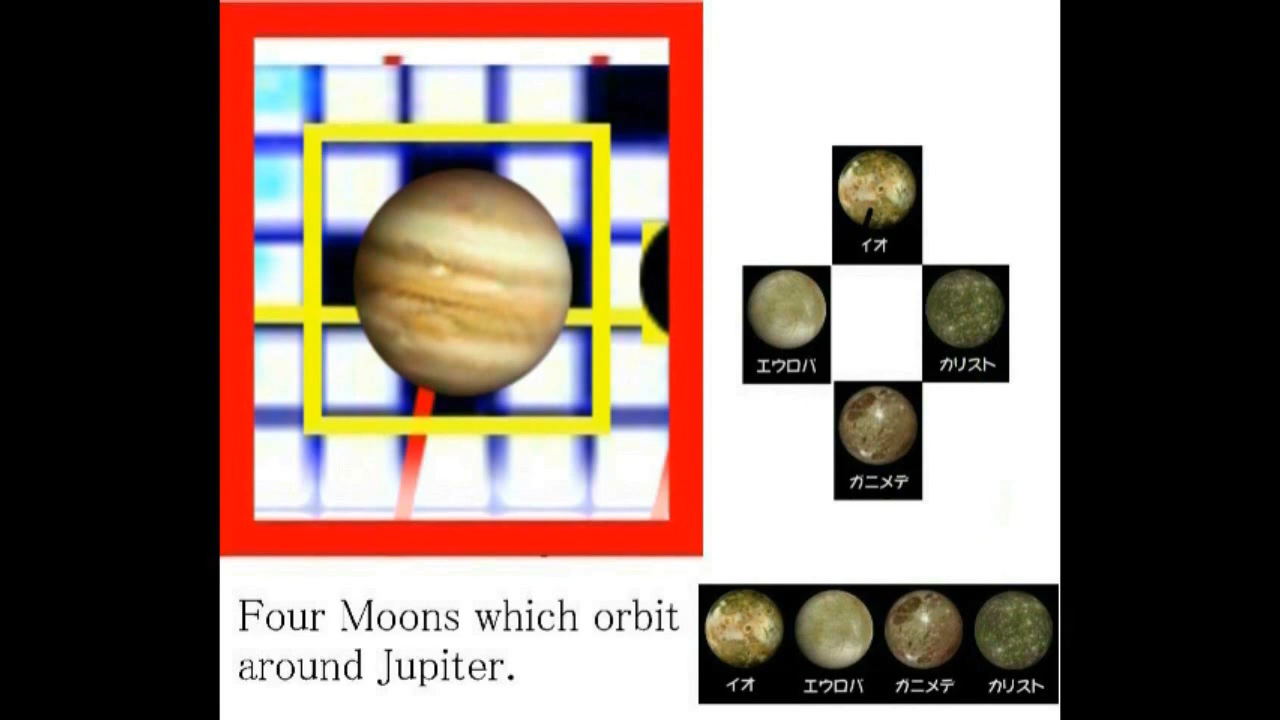 イオ
エウロパ
カリスト
ガニメデ
Four Moons which orbit
around Jupiter.
イオ
エウロパ
ガニメデ
カリスト